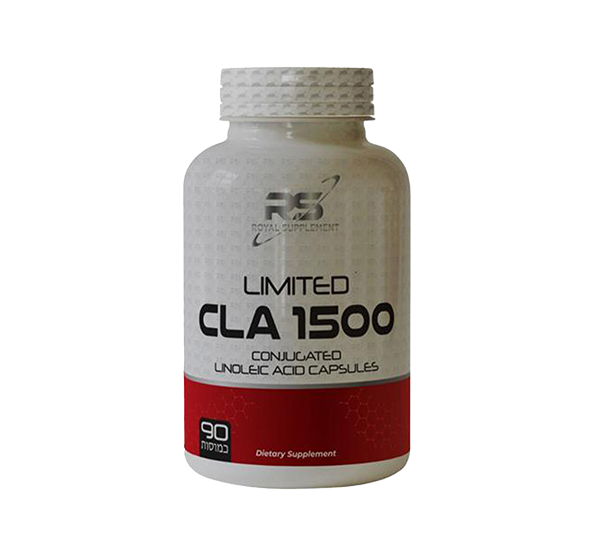 RS
ROYAL SUPPLEMENT
LIMITED
CLA 1500
CONJUGATED
LINOLEIC ACID CAPSULES
90
כמוסות
Dietary Supplement